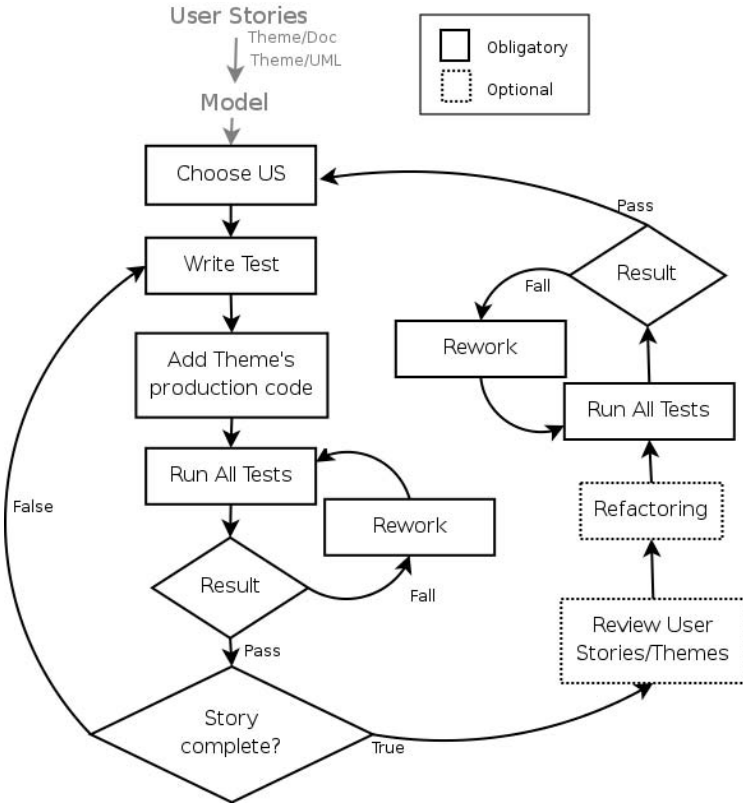 User Stories
Theme/Doc
Theme/UML
Model
Obligatory
Optional
Choose US
Write Test
Add Theme's
production code
Run All Tests
Rework
Fall
Result
Pass
Story
complete?
False
True
Review User
Stories/Themes
Refactoring
Run All Tests
Rework
Fall
Result
Pass